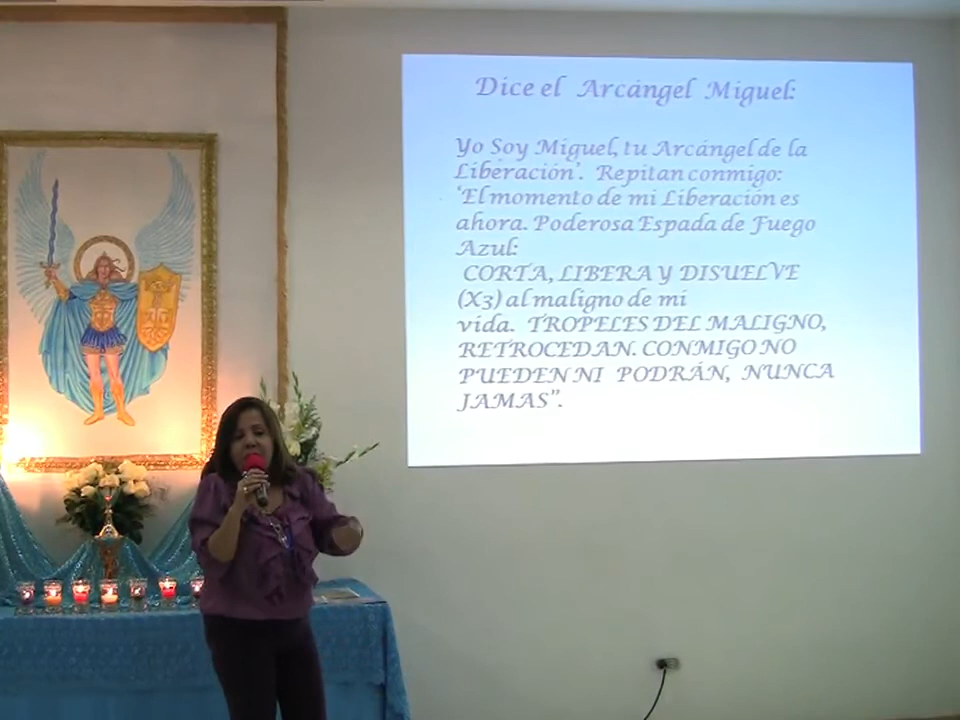 Dice el Arcángel Miguel:
Yo Soy Miguel, tu Arcángel de la
Liberación'. Repitan conmigo:
'El momento de mi Liberación es
ahora. Poderosa Espada de Fuego
Azul:
CORTA, LIBERA Y DISUELVE
(X3) al maligno de mi
vida. TROPELES DEL MALIGNO,
RETROCEDAN. CONMIGO NO
PUEDEN NI PODRÁN, NUNCA
JAMAS".